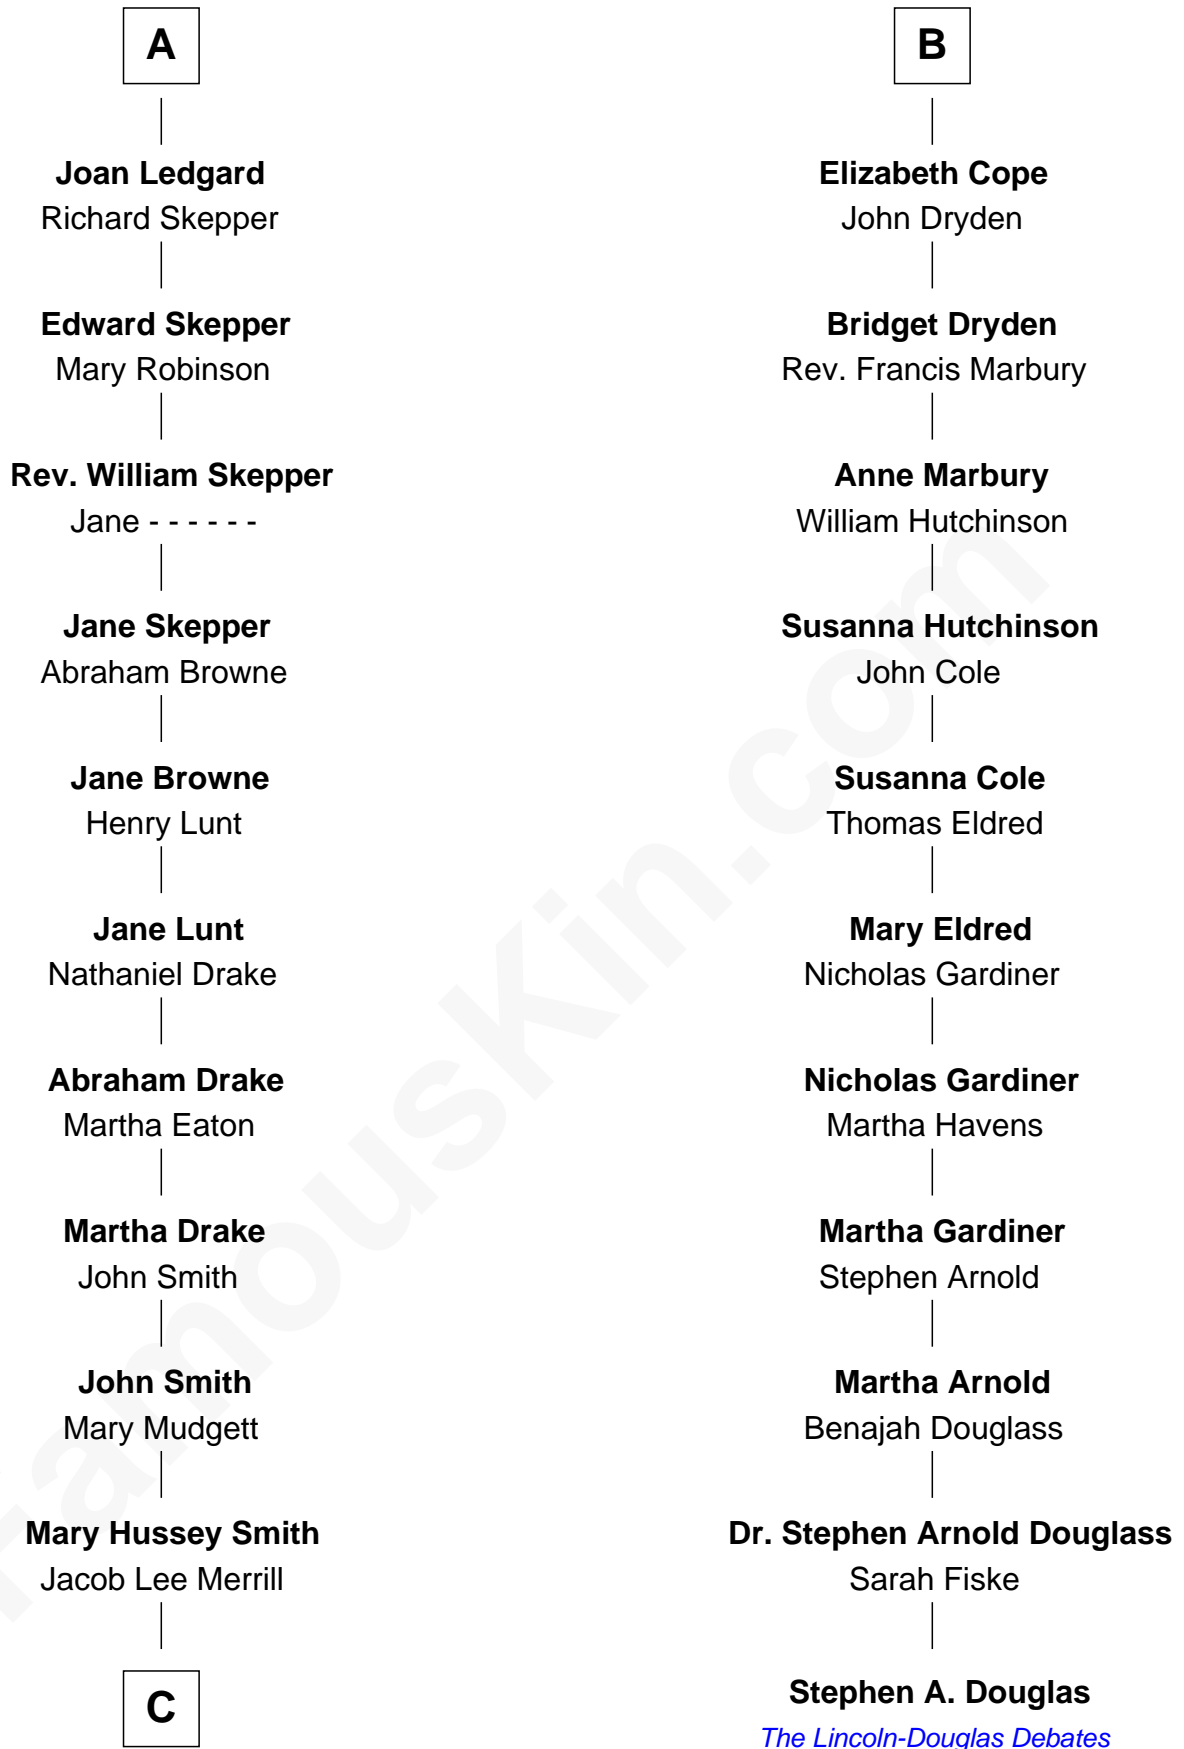 A
Joan Ledgard
Richard Skepper
Edward Skepper
Mary Robinson
Rev. William Skepper
Jane - - - - - -
Jane Skepper
Abraham Browne
Jane Browne
Henry Lunt
Jane Lunt
Nathaniel Drake
Abraham Drake
Martha Eaton
Martha Drake
John Smith
John Smith
Mary Mudgett
Mary Hussey Smith
Jacob Lee Merrill
C
B
Elizabeth Cope
John Dryden
Bridget Dryden
Rev. Francis Marbury
Anne Marbury
William Hutchinson
Susanna Hutchinson
John Cole
Susanna Cole
Thomas Eldred
Mary Eldred
Nicholas Gardiner
Nicholas Gardiner
Martha Havens
Martha Gardiner
Stephen Arnold
Martha Arnold
Benajah Douglass
Dr. Stephen Arnold Douglass
Sarah Fiske
Stephen A. Douglas
The Lincoln-Douglas Debates
FamousKin.com